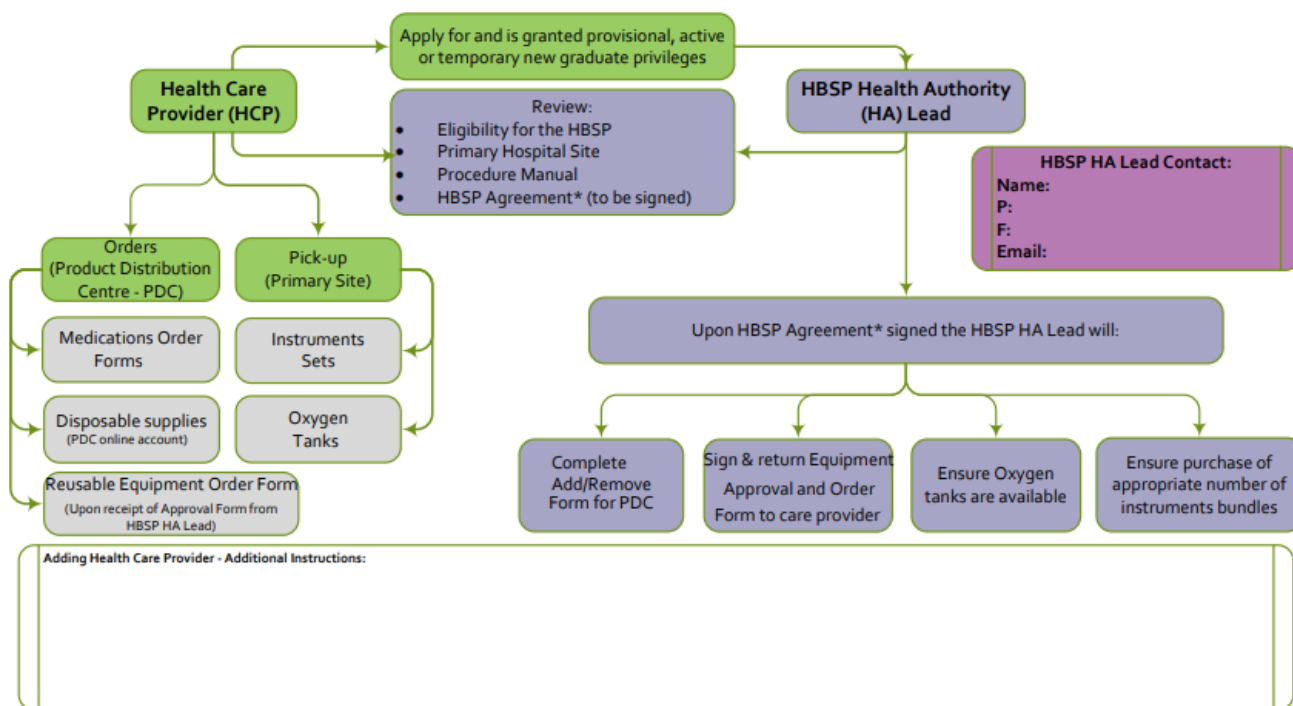 Apply for and is granted provisional, active
or temporary new graduate privileges
Health Care
Provider (HCP)
HBSP Health Authority
(HA) Lead
Review:
• Eligibility for the HBSP
• Primary Hospital Site
• Procedure Manual
• HBSP Agreement* (to be signed)
HBSP HA Lead Contact:
Name:
P:
F:
Email:
Orders
(Product Distribution
Centre - PDC)
Pick-up
(Primary Site)
Medications Order
Forms
Instruments
Sets
Disposable supplies
(PDC online account)
Oxygen
Tanks
Reusable Equipment Order Form
(Upon receipt of Approval Form from
HBSP HA Lead)
Upon HBSP Agreement* signed the HBSP HA Lead will:
Complete
Add/Remove
Form for PDC
Sign & return Equipment
Approval and Order
Form to care provider
Ensure Oxygen
tanks are available
Ensure purchase of
appropriate number of
instruments bundles
Adding Health Care Provider - Additional Instructions: